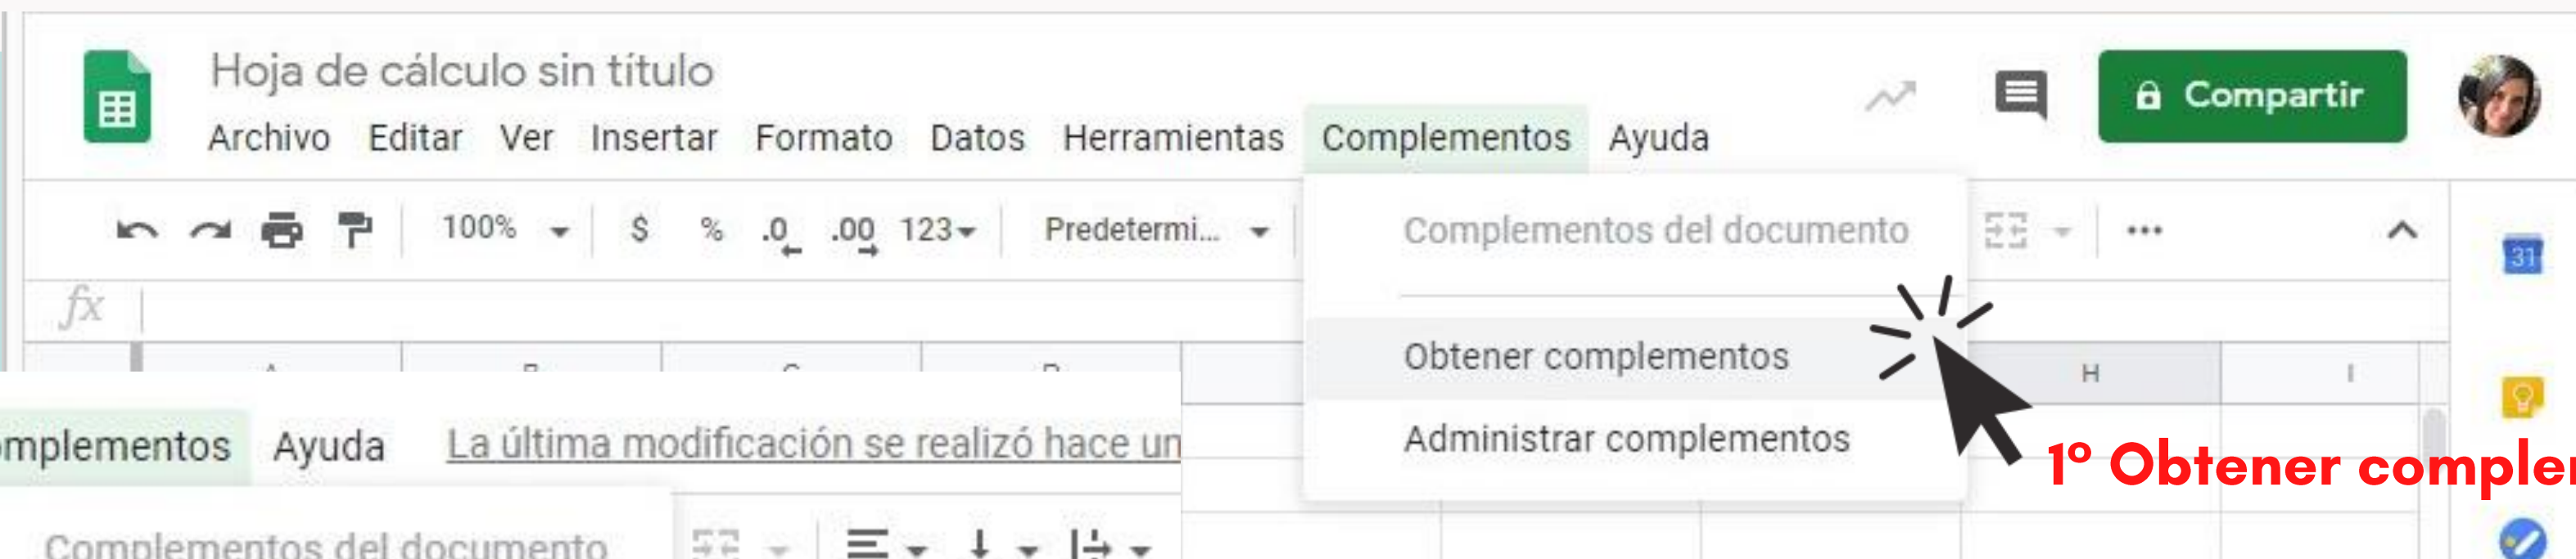 Hoja de cálculo sin título
Archivo Editar Ver Insertar Formato Datos Herramientas Complementos Ayuda
Compartir
100% $ % .0 .00 123 Predetermi...
Complementos del documento
31
fx
Obtener complementos
H I
Administrar complementos
1º Obtener
Ayuda La última modificación se realizó hace un
Complementos del documento